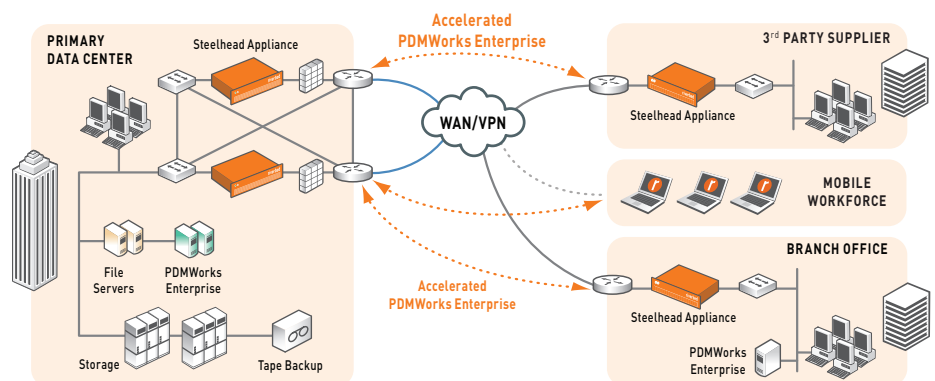 PRIMARY
DATA CENTER
Steelhead Appliance
File
Servers
PDMWorks
Enterprise
Storage
Tape Backup
Accelerated
PDMWorks Enterprise
WAN/VPN
Accelerated
PDMWorks Enterprise
3rd PARTY SUPPLIER
Steelhead Appliance
MOBILE
WORKFORCE
BRANCH OFFICE
Steelhead Appliance
PDMWorks
Enterprise